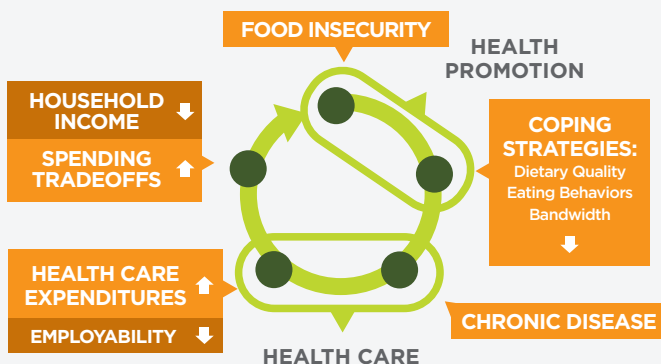 FOOD INSECURITY
HEALTH
PROMOTION
HOUSEHOLD
INCOME
SPENDING
TRADEOFFS
COPING
STRATEGIES:
Dietary Quality
Eating Behaviors
Bandwidth
HEALTH CARE
EXPENDITURES
EMPLOYABILITY
CHRONIC DISEASE
HEALTH CARE